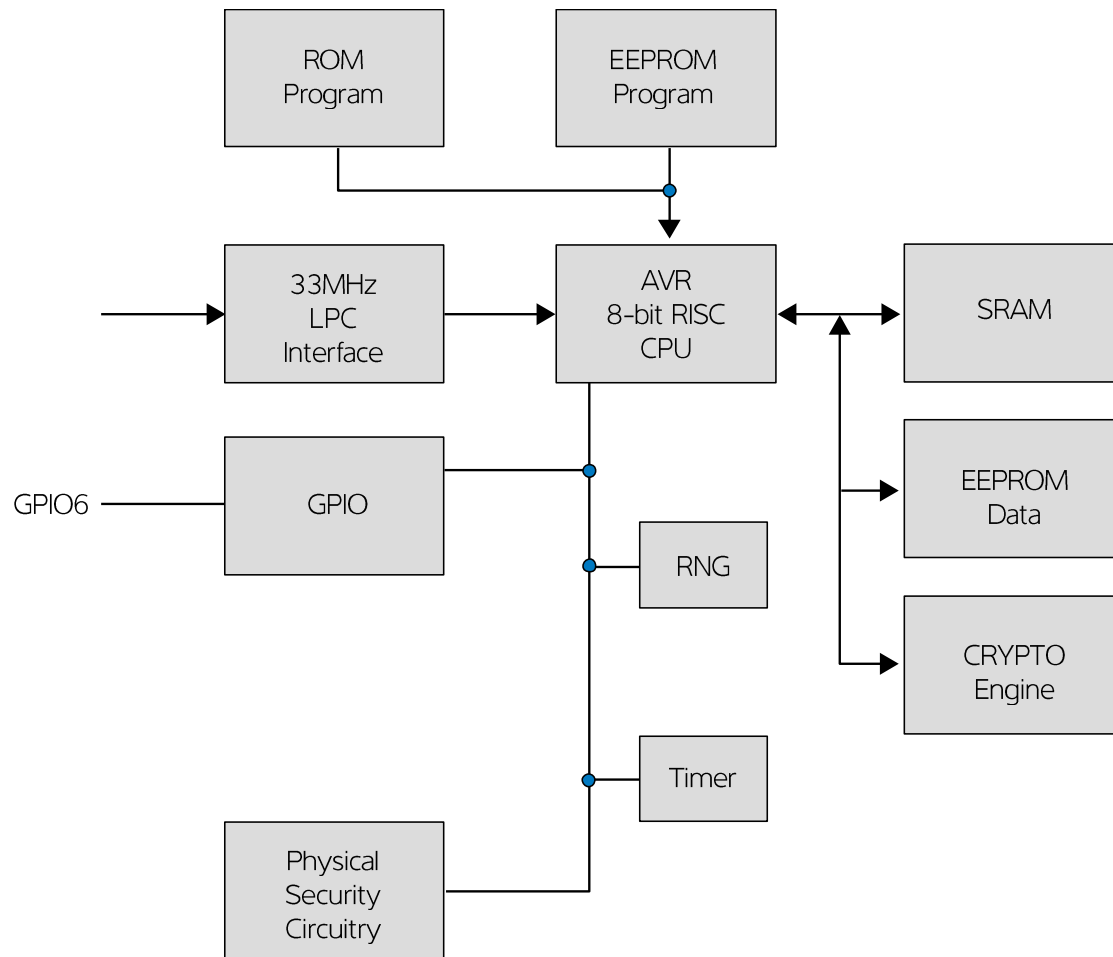 ROM
Program
EEPROM
Program
33MHz
LPC
Interface
AVR
8-bit RISC
CPU
SRAM
GPIO6
GPIO
EEPROM
Data
RNG
CRYPTO
Engine
Timer
Physical
Security
Circuitry